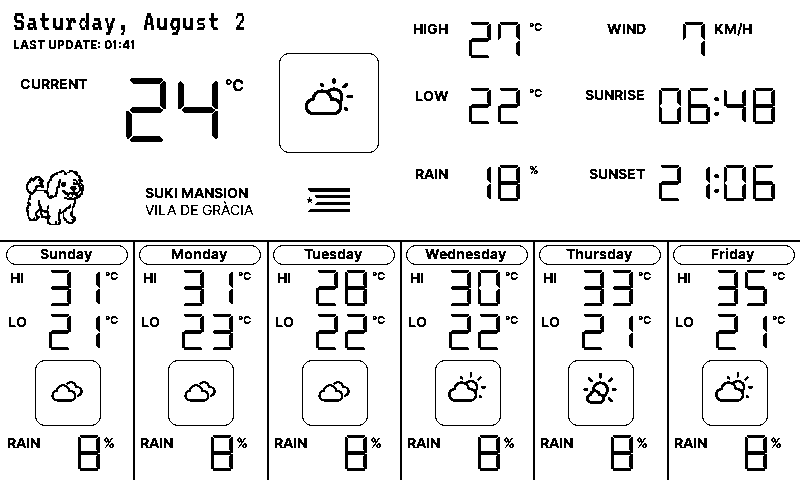 Saturday, August 2
LAST UPDATE: 01:41
CURRENT 24 °C
HIGH 27 °C
WIND 7 KM/H
LOW 22 °C
SUNRISE 06:48
RAIN 18 %
SUNSET 21:06
SUKI MANSION
VILA DE GRÀCIA
Sunday
HI 31 °C
LO 21 °C
RAIN 8 %
Monday
HI 31 °C
LO 23 °C
RAIN 8 %
Tuesday
HI 28 °C
LO 22 °C
RAIN 8 %
Wednesday
HI 30 °C
LO 22 °C
RAIN 8 %
Thursday
HI 33 °C
LO 21 °C
RAIN 8 %
Friday
HI 35 °C
LO 21 °C
RAIN 8 %